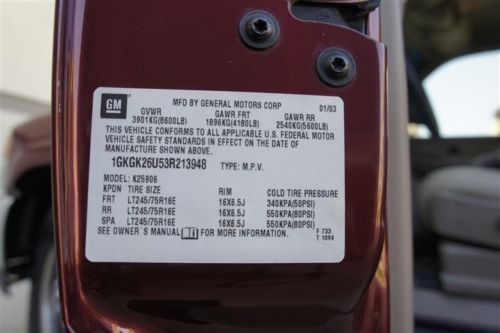 GM
MFD BY GENERAL MOTORS CORP 01/03
GVWR GAWR FRT GAWR RR
3901KG(8600LB) 1896KG(4180LB) 2540KG(5600LB)
THIS VEHICLE CONFORMS TO ALL APPLICABLE U.S. FEDERAL MOTOR
VEHICLE SAFETY STANDARDS IN EFFECT ON THE DATE OF
MANUFACTURE SHOWN ABOVE.
1GKGK26U53R213948 TYPE: M.P.V.
MODEL: K25906
KPDN TIRE SIZE RIM COLD TIRE PRESSURE
FRT LT245/75R16E 16X6.5J 340KPA(50PSI)
RR LT245/75R16E 16X6.5J 550KPA(80PSI)
SPA LT245/75R16E 16X6.5J 550KPA(80PSI)
SEE OWNER'S MANUAL FOR MORE INFORMATION. F 733
T 1094